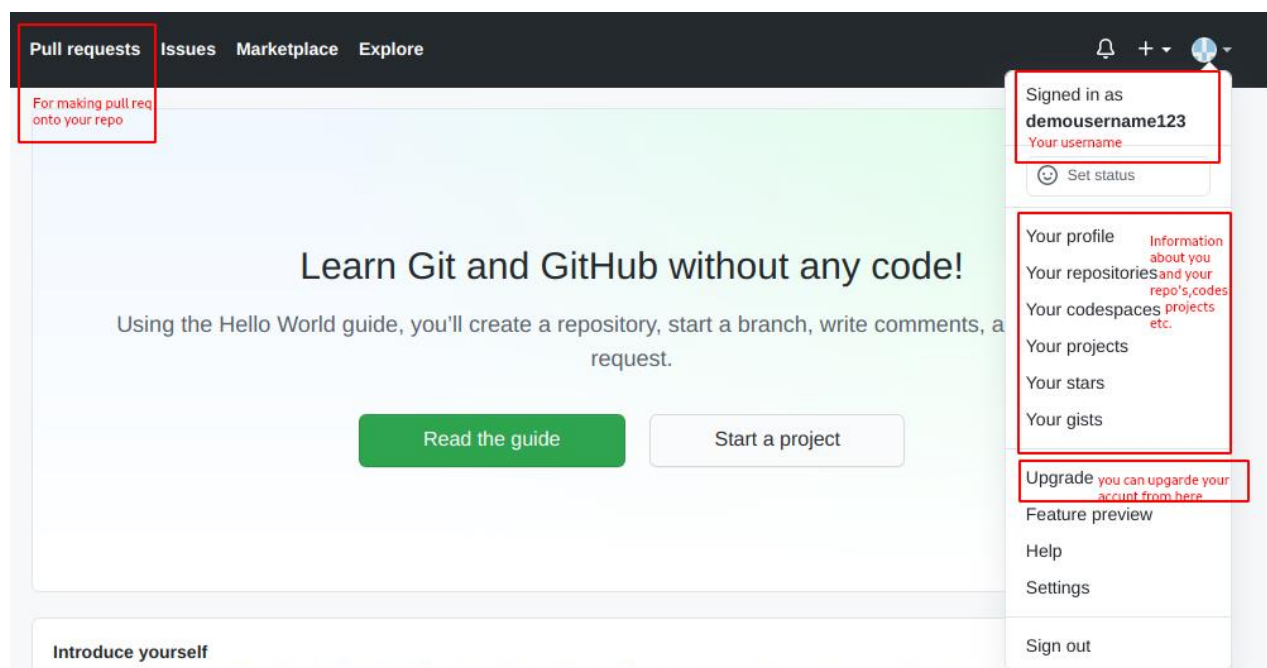 Pull requests Issues Marketplace Explore
For making pull req
onto your repo
Signed in as
demousername123
Your username
Set status
Learn Git and GitHub without any code!
Using the Hello World guide, you’ll create a repository, start a branch, write comments, a
request.
Read the guide
Start a project
Your profile
Your repositories
Your codespaces
Your projects
Your stars
Your gists
Information
about you
and your
repo's,codes
projects
etc.
Upgrade
you can upgarde your
accunt from here
Feature preview
Help
Settings
Sign out
Introduce yourself